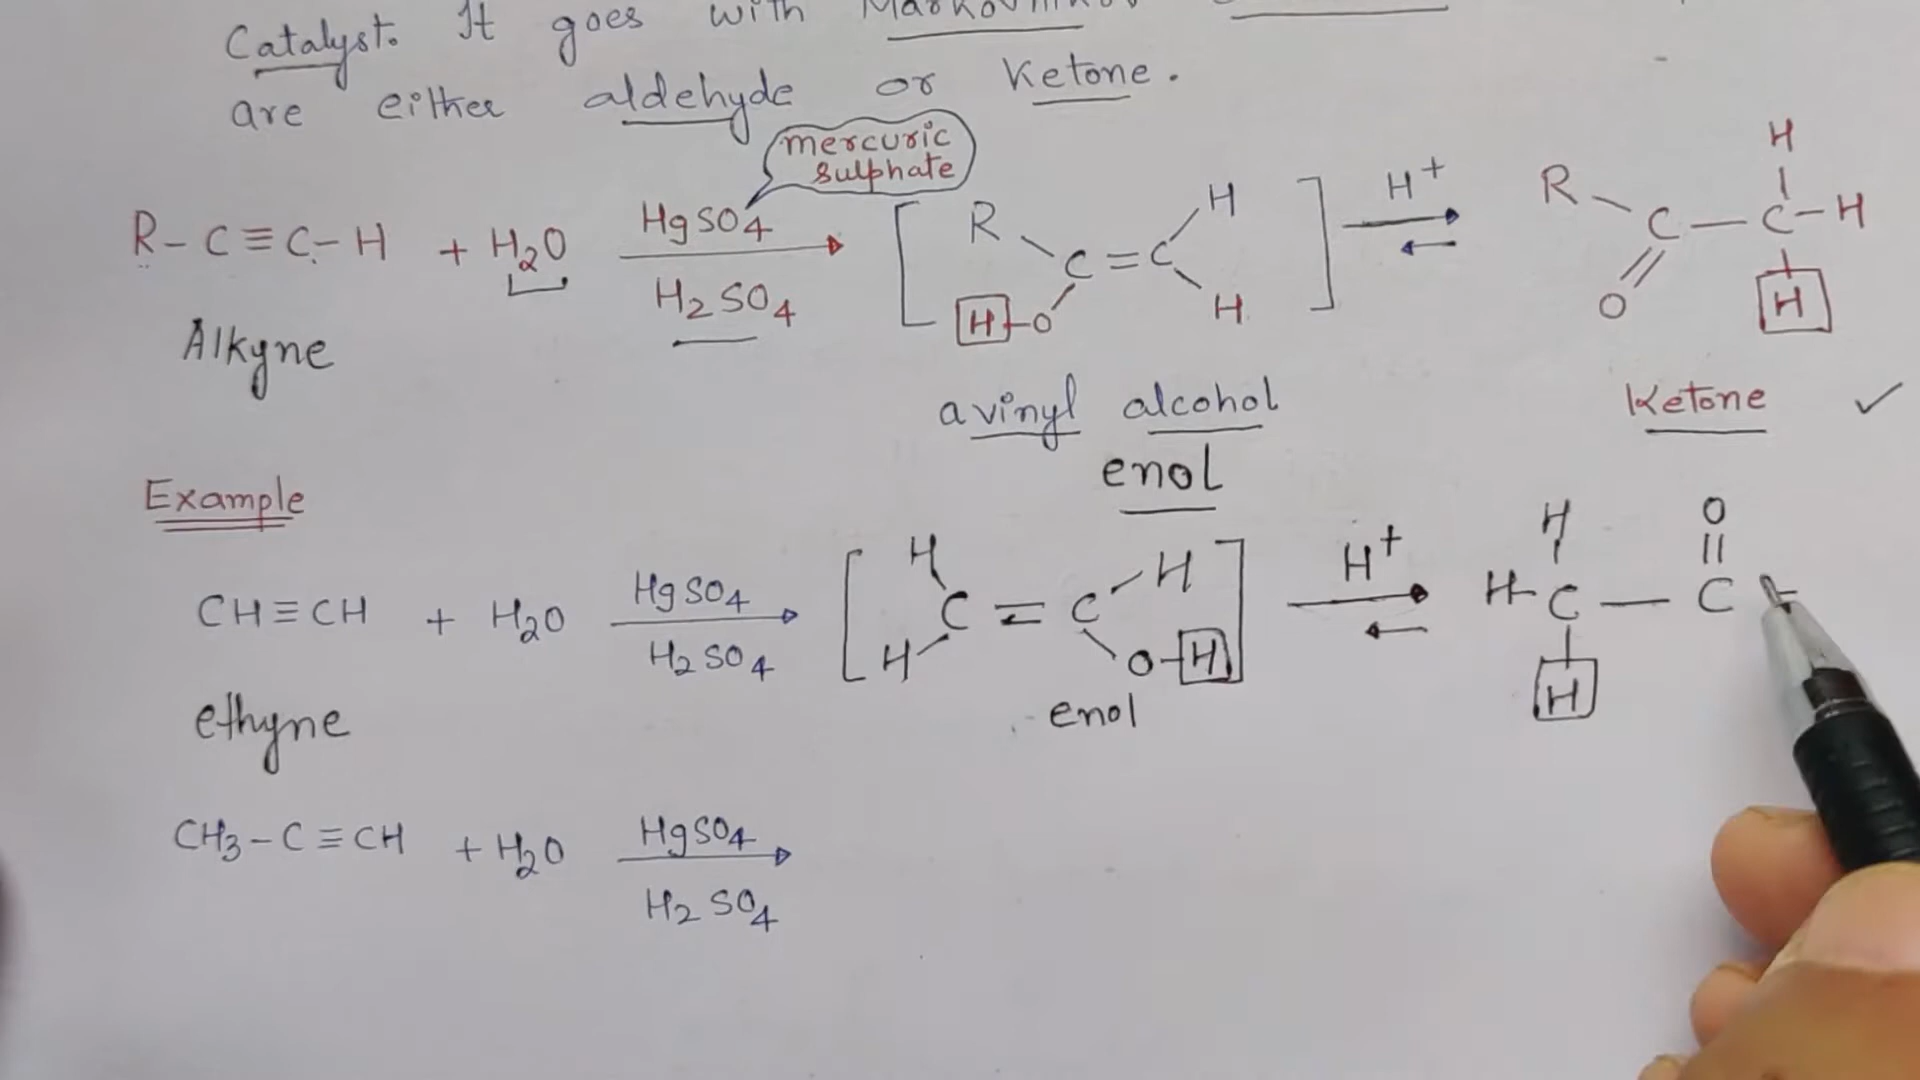 Catalyst. It goes with Markovnikov
are either aldehyde or Ketone.
mercuric
sulphate
R-C≡C-H + H2O
HgSO4
H2SO4
[ R C=C H H H-O ]
H+
R C-C-H H H O
Alkyne
a vinyl alcohol
enol
Ketone ✓
Example
CH≡CH + H2O
HgSO4
H2SO4
[ H H C=C H O-H ]
H+
H H-C-C O H
ethyne
enol
CH3-C≡CH + H2O
HgSO4
H2SO4